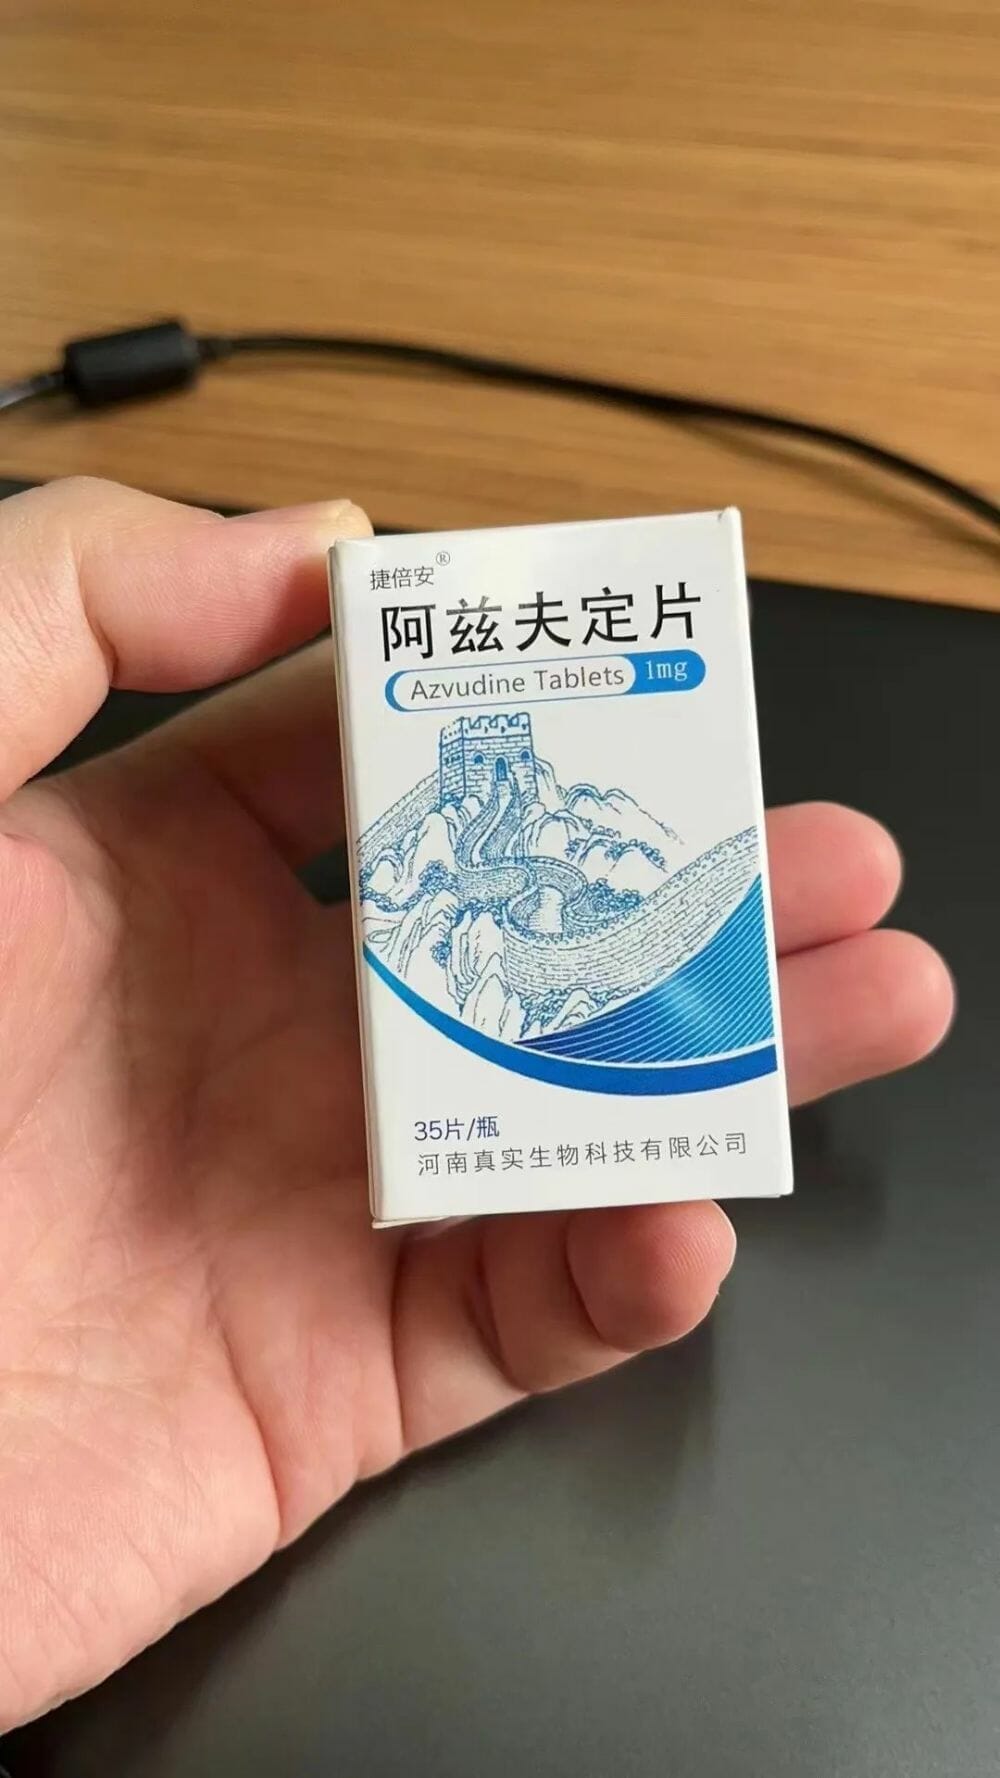 捷倍安®
阿兹夫定片
Azvudine Tablets 1mg
35片/瓶
河南真实生物科技有限公司